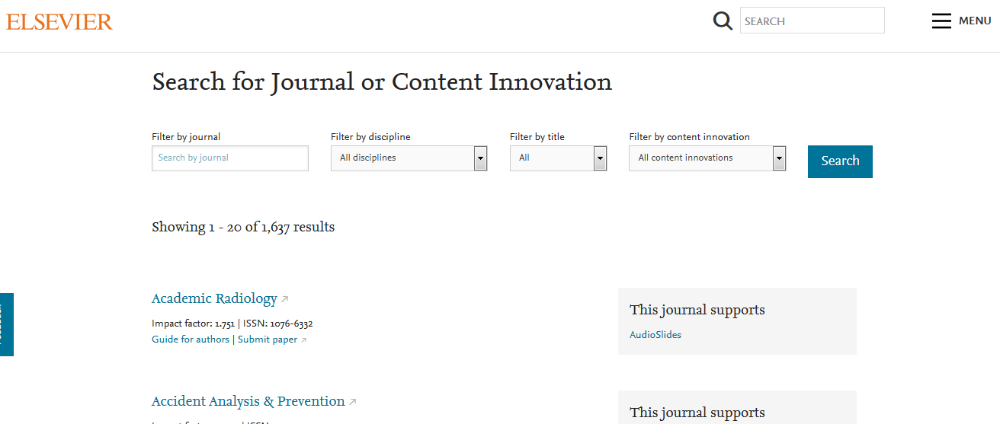 ELSEVIER
SEARCH
MENU
Search for Journal or Content Innovation
Filter by journal
Filter by discipline
Filter by title
Filter by content innovation
Search by journal
All disciplines
All
All content innovations
Search
Showing 1 - 20 of 1,637 results
Academic Radiology
This journal supports
Impact factor: 1.751 | ISSN: 1076-6332
AudioSlides
Guide for authors | Submit paper
Accident Analysis & Prevention
This journal supports